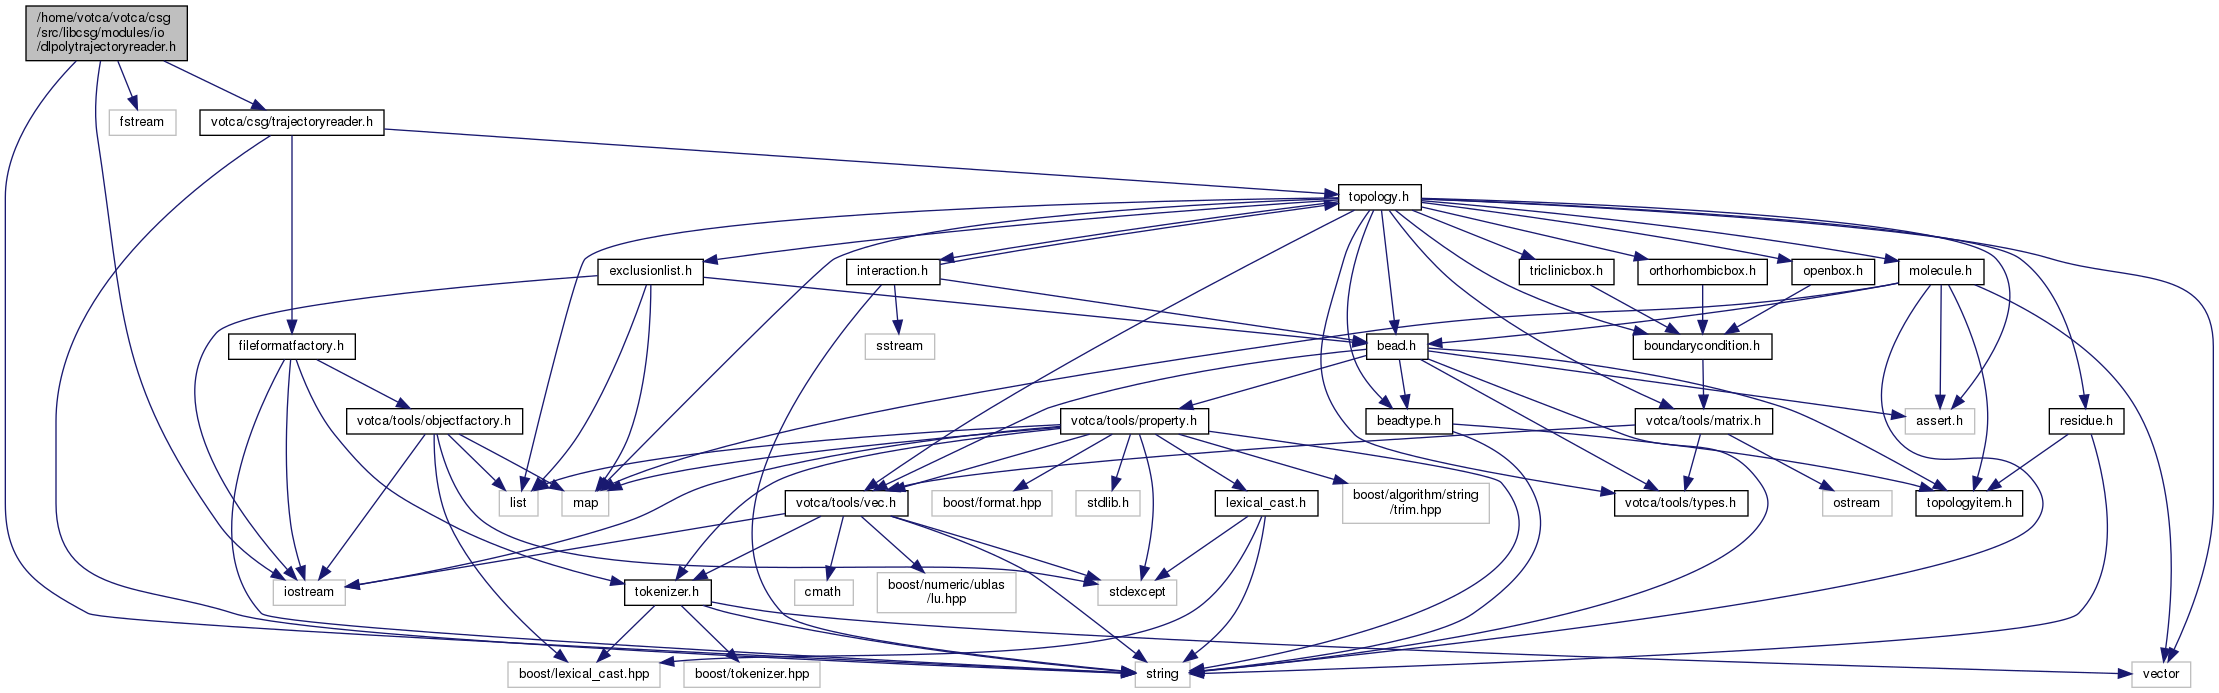 /home/votca/votca/csg
/src/libcsg/modules/io
/dlpolytrajectoryreader.h
fstream
votca/csg/trajectoryreader.h
topology.h
exclusionlist.h
interaction.h
triclinicbox.h
orthorhombicbox.h
openbox.h
molecule.h
fileformatfactory.h
sstream
bead.h
boundarycondition.h
votca/tools/objectfactory.h
votca/tools/property.h
beadtype.h
votca/tools/matrix.h
assert.h
residue.h
list
map
votca/tools/vec.h
boost/format.hpp
stdlib.h
lexical_cast.h
boost/algorithm/string
/trim.hpp
votca/tools/types.h
ostream
topologyitem.h
iostream
tokenizer.h
cmath
boost/numeric/ublas
/lu.hpp
stdexcept
boost/lexical_cast.hpp
boost/tokenizer.hpp
string
vector